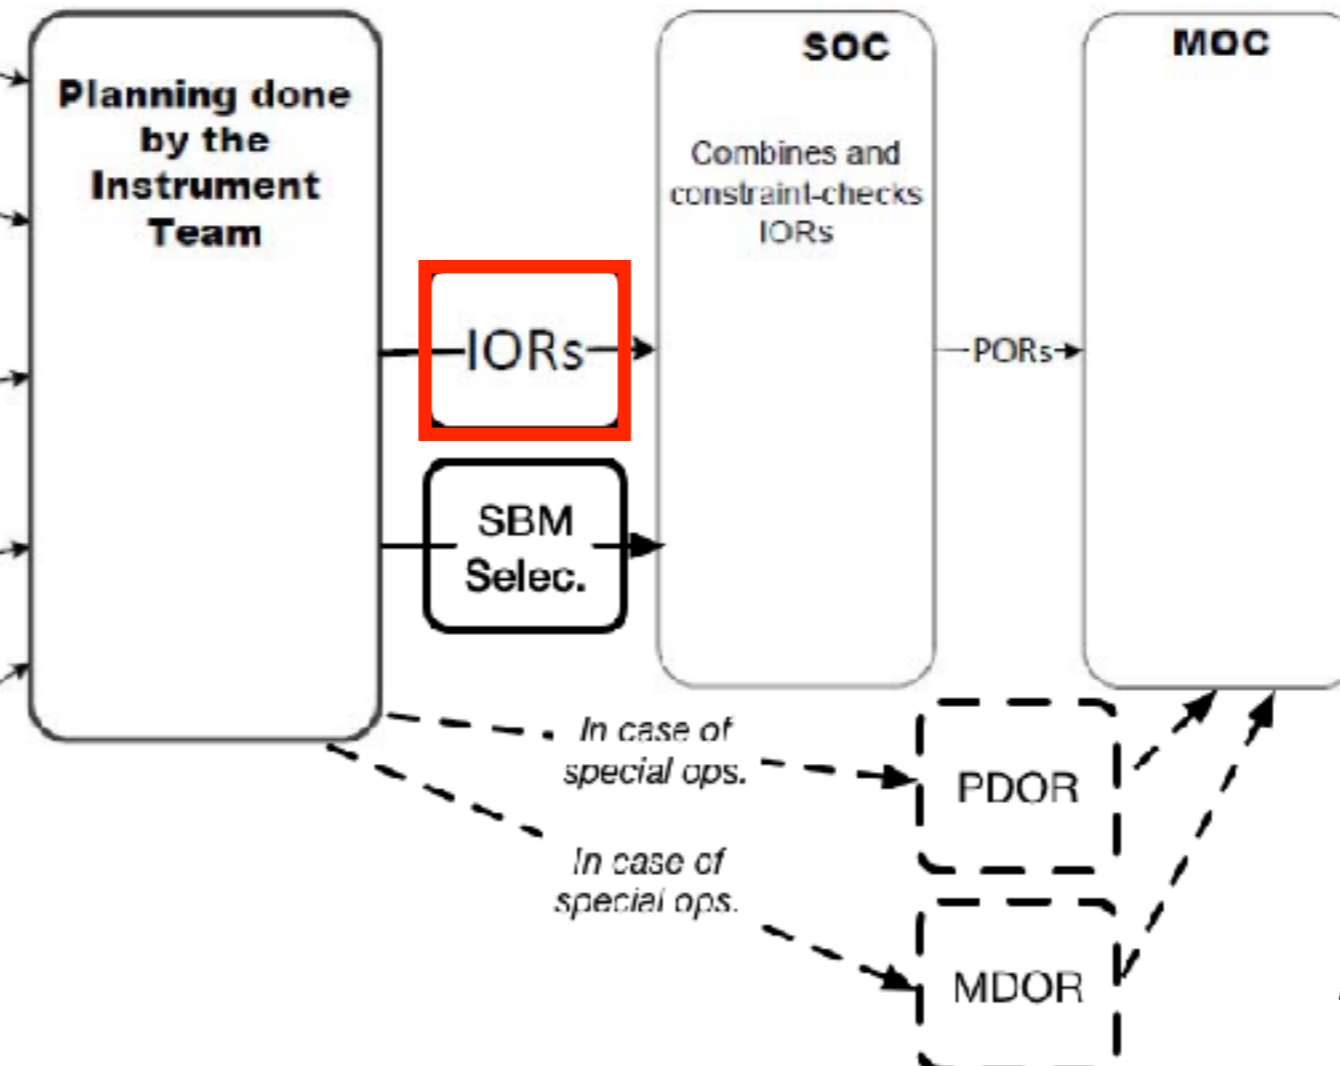 Planning done
by the
Instrument
Team
IORs
SBM
Selec.
SOC
Combines and
constraint-checks
IORs
PORs
MOC
In case of
special ops.
PDOR
In case of
special ops.
MDOR